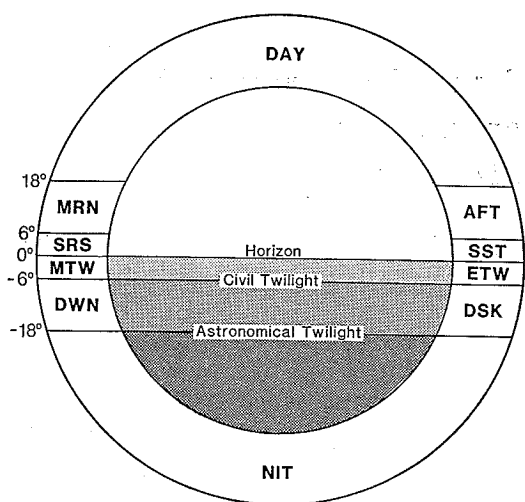 DAY
18°
MRN
AFT
6°
SRS
Horizon
SST
0°
MTW
Civil Twilight
ETW
-6°
DWN
DSK
-18°
Astronomical Twilight
NIT